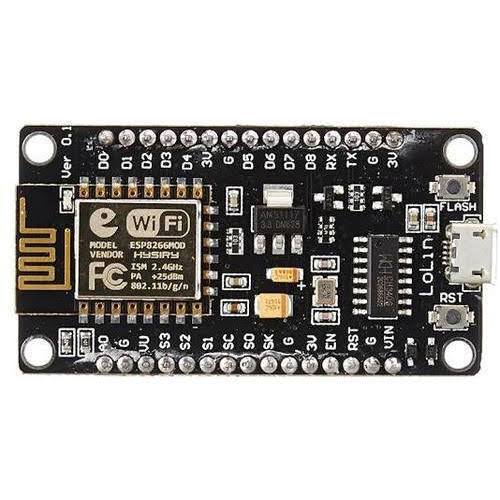 Ver 0.1
D0 D1 D2 D3 D4 3V G D5 D6 D7 D8 RX TX G 3V
FLASH
WiFi
MODEL ESP8266MOD
VENDOR
ISM 2.4GHz
PA +25dBm
802.11b/g/n
FC
AMS1117
LoLin
RST
A0 G VU S3 S2 S1 SC SO SK G 3V EN RST G VIN